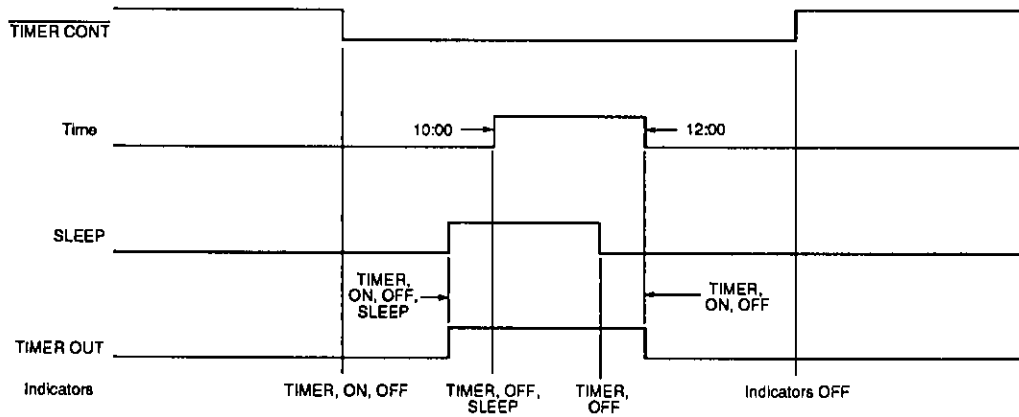 TIMER CONT
Time
10:00
12:00
SLEEP
TIMER,
ON, OFF,
SLEEP
TIMER,
ON, OFF
TIMER OUT
Indicators
TIMER, ON, OFF
TIMER, OFF,
SLEEP
TIMER,
OFF
Indicators OFF